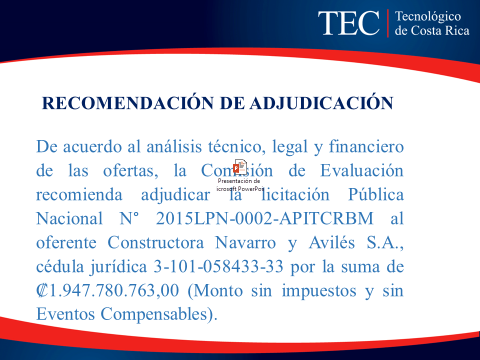 TEC
Tecnológico
de Costa Rica
RECOMENDACIÓN DE ADJUDICACIÓN
De acuerdo al análisis técnico, legal y financiero
de las ofertas, la Comisión de Evaluación
recomienda adjudicar la licitación Pública
Nacional N° 2015LPN-0002-APITCRBM al
oferente Constructora Navarro y Avilés S.A.,
cédula jurídica 3-101-058433-33 por la suma de
₡1.947.780.763,00 (Monto sin impuestos y sin
Eventos Compensables).
Presentación de
icrosoft PowerPoi